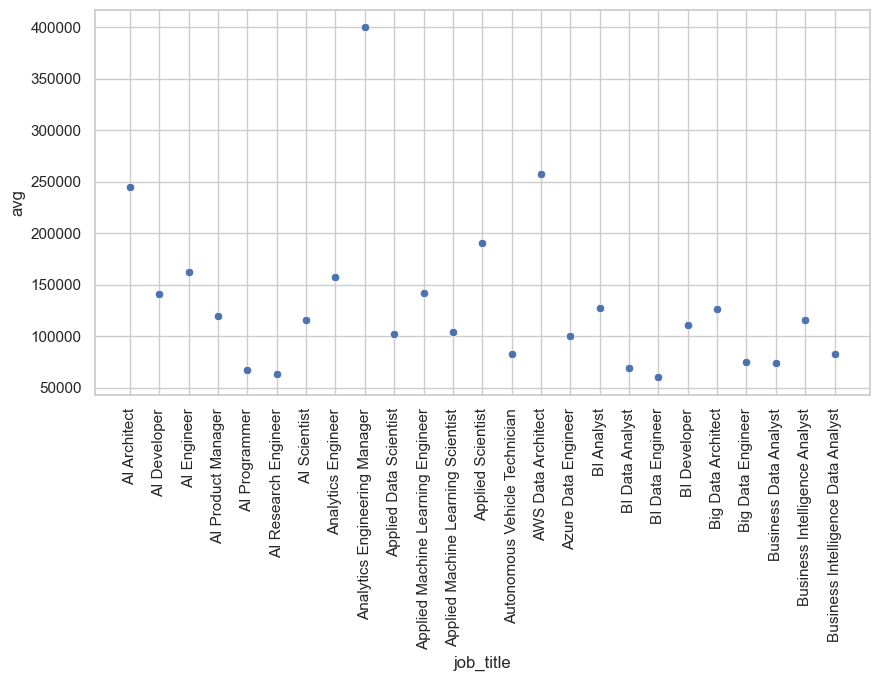 400000
350000
300000
250000
200000
150000
100000
50000
avg
AI Architect
AI Developer
AI Engineer
AI Product Manager
AI Programmer
AI Research Engineer
AI Scientist
Analytics Engineer
Analytics Engineering Manager
Applied Data Scientist
Applied Machine Learning Engineer
Applied Machine Learning Scientist
Applied Scientist
Autonomous Vehicle Technician
AWS Data Architect
Azure Data Engineer
BI Analyst
BI Data Analyst
BI Data Engineer
BI Developer
Big Data Architect
Big Data Engineer
Business Data Analyst
Business Intelligence Analyst
Business Intelligence Data Analyst
job_title